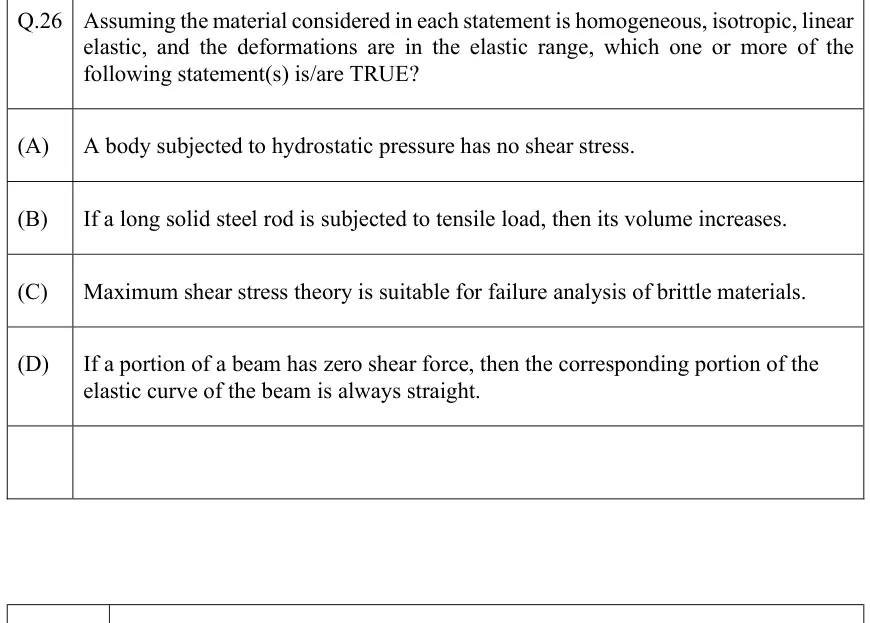 Q.26 Assuming the material considered in each statement is homogeneous, isotropic, linear
elastic, and the deformations are in the elastic range, which one or more of the
following statement(s) is/are TRUE?
(A) A body subjected to hydrostatic pressure has no shear stress.
(B) If a long solid steel rod is subjected to tensile load, then its volume increases.
(C) Maximum shear stress theory is suitable for failure analysis of brittle materials.
(D) If a portion of a beam has zero shear force, then the corresponding portion of the
elastic curve of the beam is always straight.